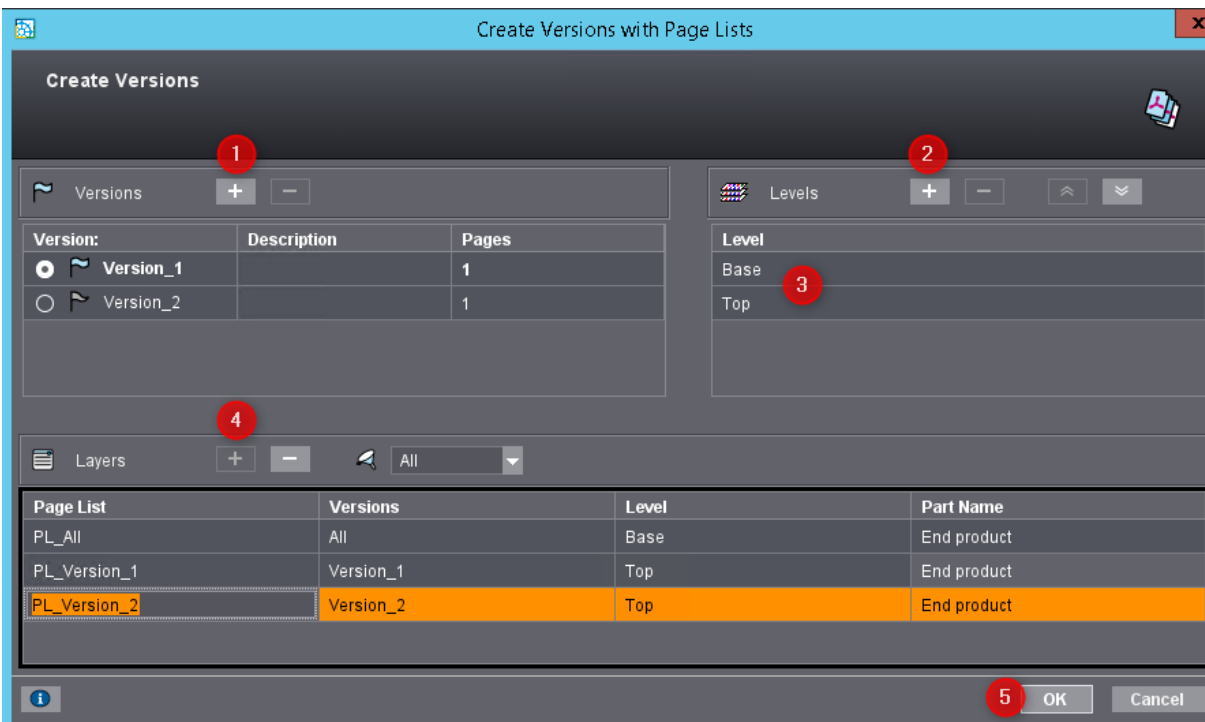 Create Versions with Page Lists
x
Create Versions
1
2
Versions + −
Levels + −
Version: Description Pages
Version_1 1
Version_2 1
Level
Base
3
Top
4
Layers + − All
Page List Versions Level Part Name
PL_All All Base End product
PL_Version_1 Version_1 Top End product
PL_Version_2 Version_2 Top End product
i
5 OK Cancel